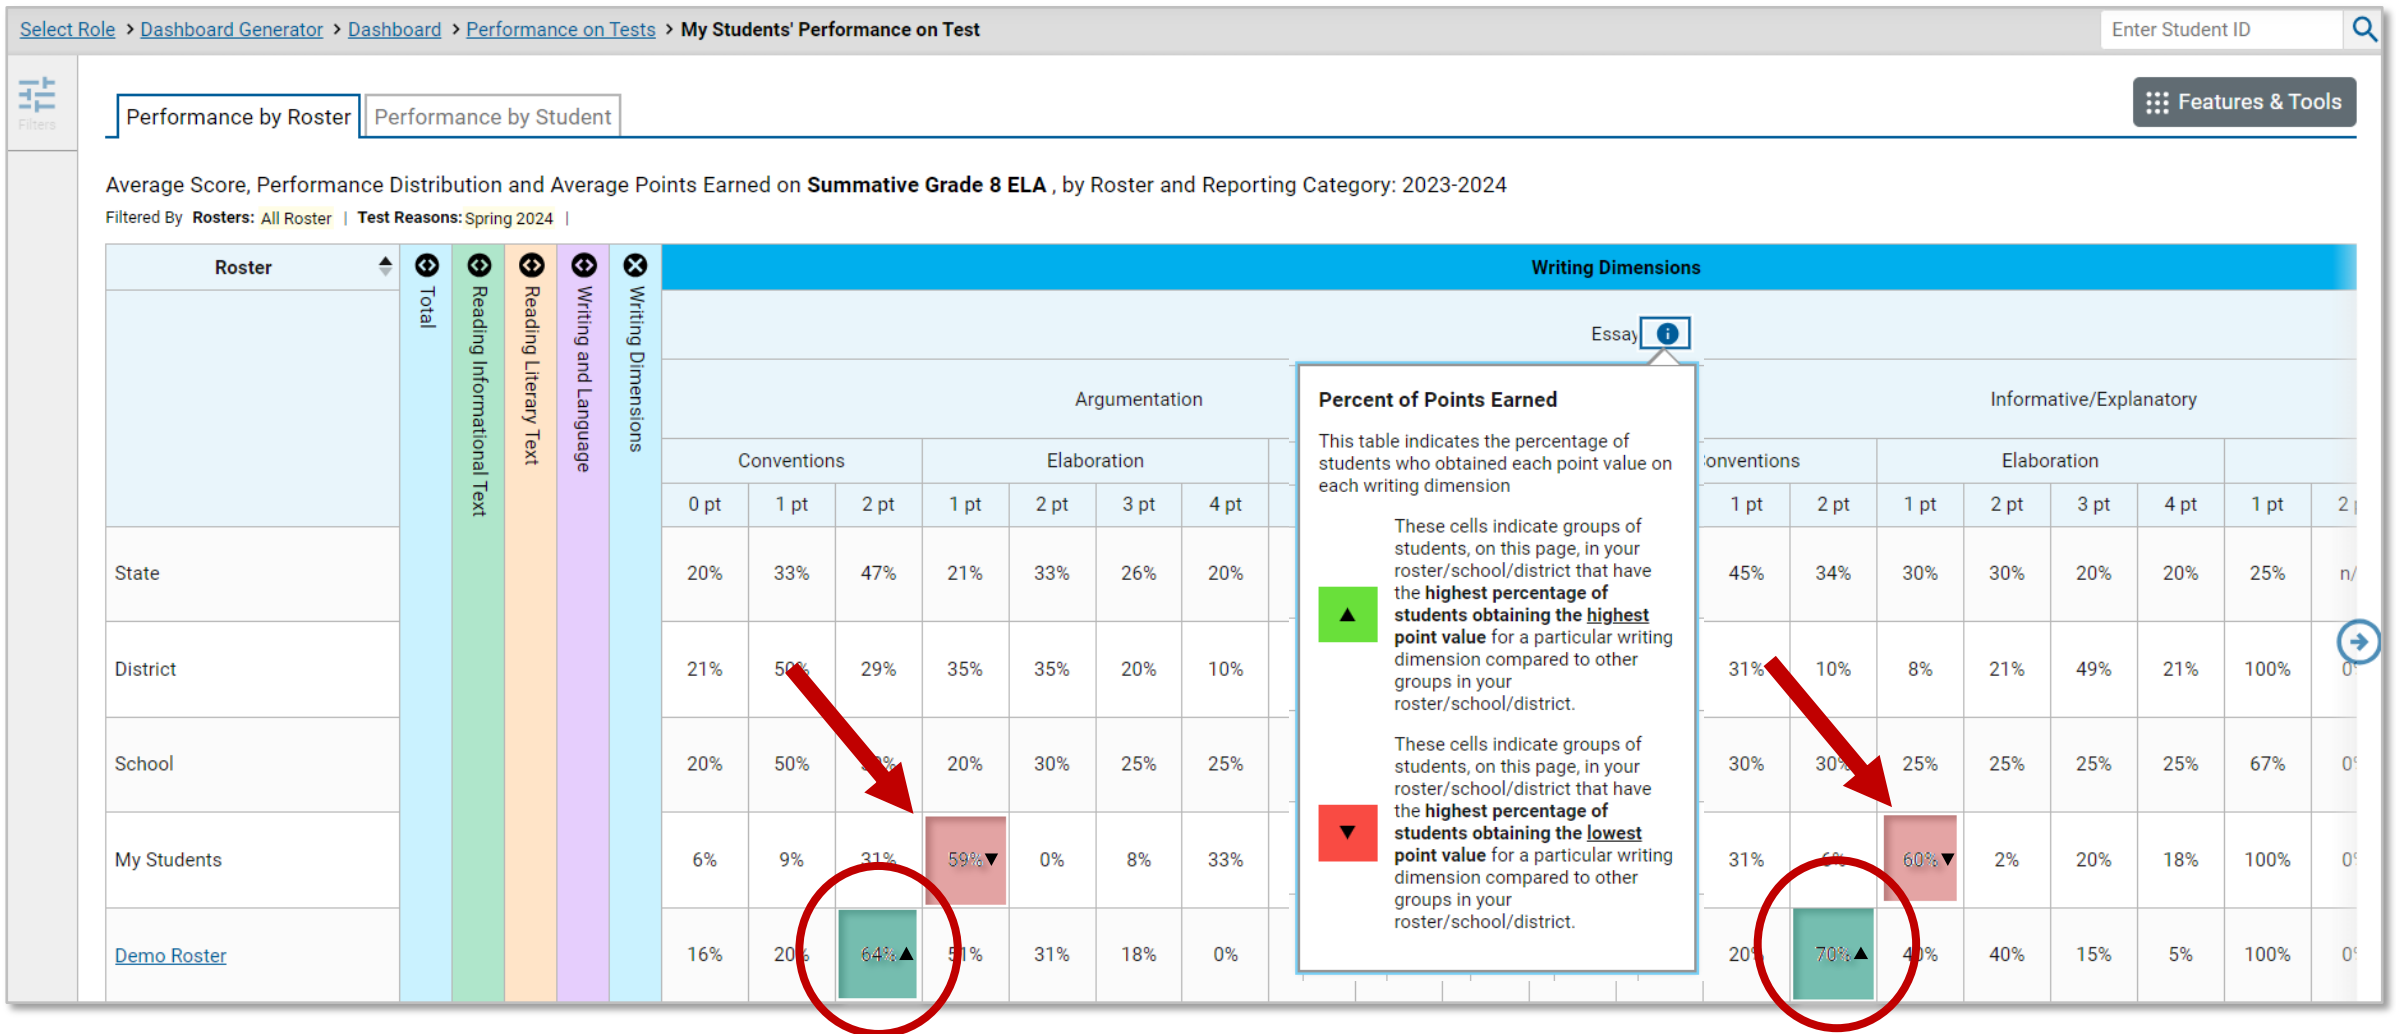 Select Role > Dashboard Generator > Dashboard > Performance on Tests > My Students' Performance on Test
Enter Student ID
Filters
Performance by Roster
Performance by Student
Features & Tools
Average Score, Performance Distribution and Average Points Earned on Summative Grade 8 ELA , by Roster and Reporting Category: 2023-2024
Filtered By Rosters: All Roster | Test Reasons: Spring 2024 |
Roster
Total
Reading Informational Text
Reading Literary Text
Writing and Language
Writing Dimensions
Writing Dimensions
Essay
Argumentation
Informative/Explanatory
Conventions Elaboration
onventions Elaboration
0 pt 1 pt 2 pt 1 pt 2 pt 3 pt 4 pt
1 pt 2 pt 1 pt 2 pt 3 pt 4 pt 1 pt 2
State 20% 33% 47% 21% 33% 26% 20%
45% 34% 30% 30% 20% 20% 25% n/
District 21% 50% 29% 35% 35% 20% 10%
31% 10% 8% 21% 49% 21% 100% 0
School 20% 50% 20% 30% 25% 25%
30% 30% 25% 25% 25% 25% 67% 0
My Students 6% 9% 31% 59%▼ 0% 8% 33%
31% 60%▼ 2% 20% 18% 100% 0
Demo Roster 16% 20% 64%▲ 51% 31% 18% 0%
20% 70%▲ 40% 40% 15% 5% 100% 0
Percent of Points Earned
This table indicates the percentage of
students who obtained each point value on
each writing dimension
These cells indicate groups of
students, on this page, in your
roster/school/district that have
the highest percentage of
students obtaining the highest
point value for a particular writing
dimension compared to other
groups in your
roster/school/district.
These cells indicate groups of
students, on this page, in your
roster/school/district that have
the highest percentage of
students obtaining the lowest
point value for a particular writing
dimension compared to other
groups in your
roster/school/district.